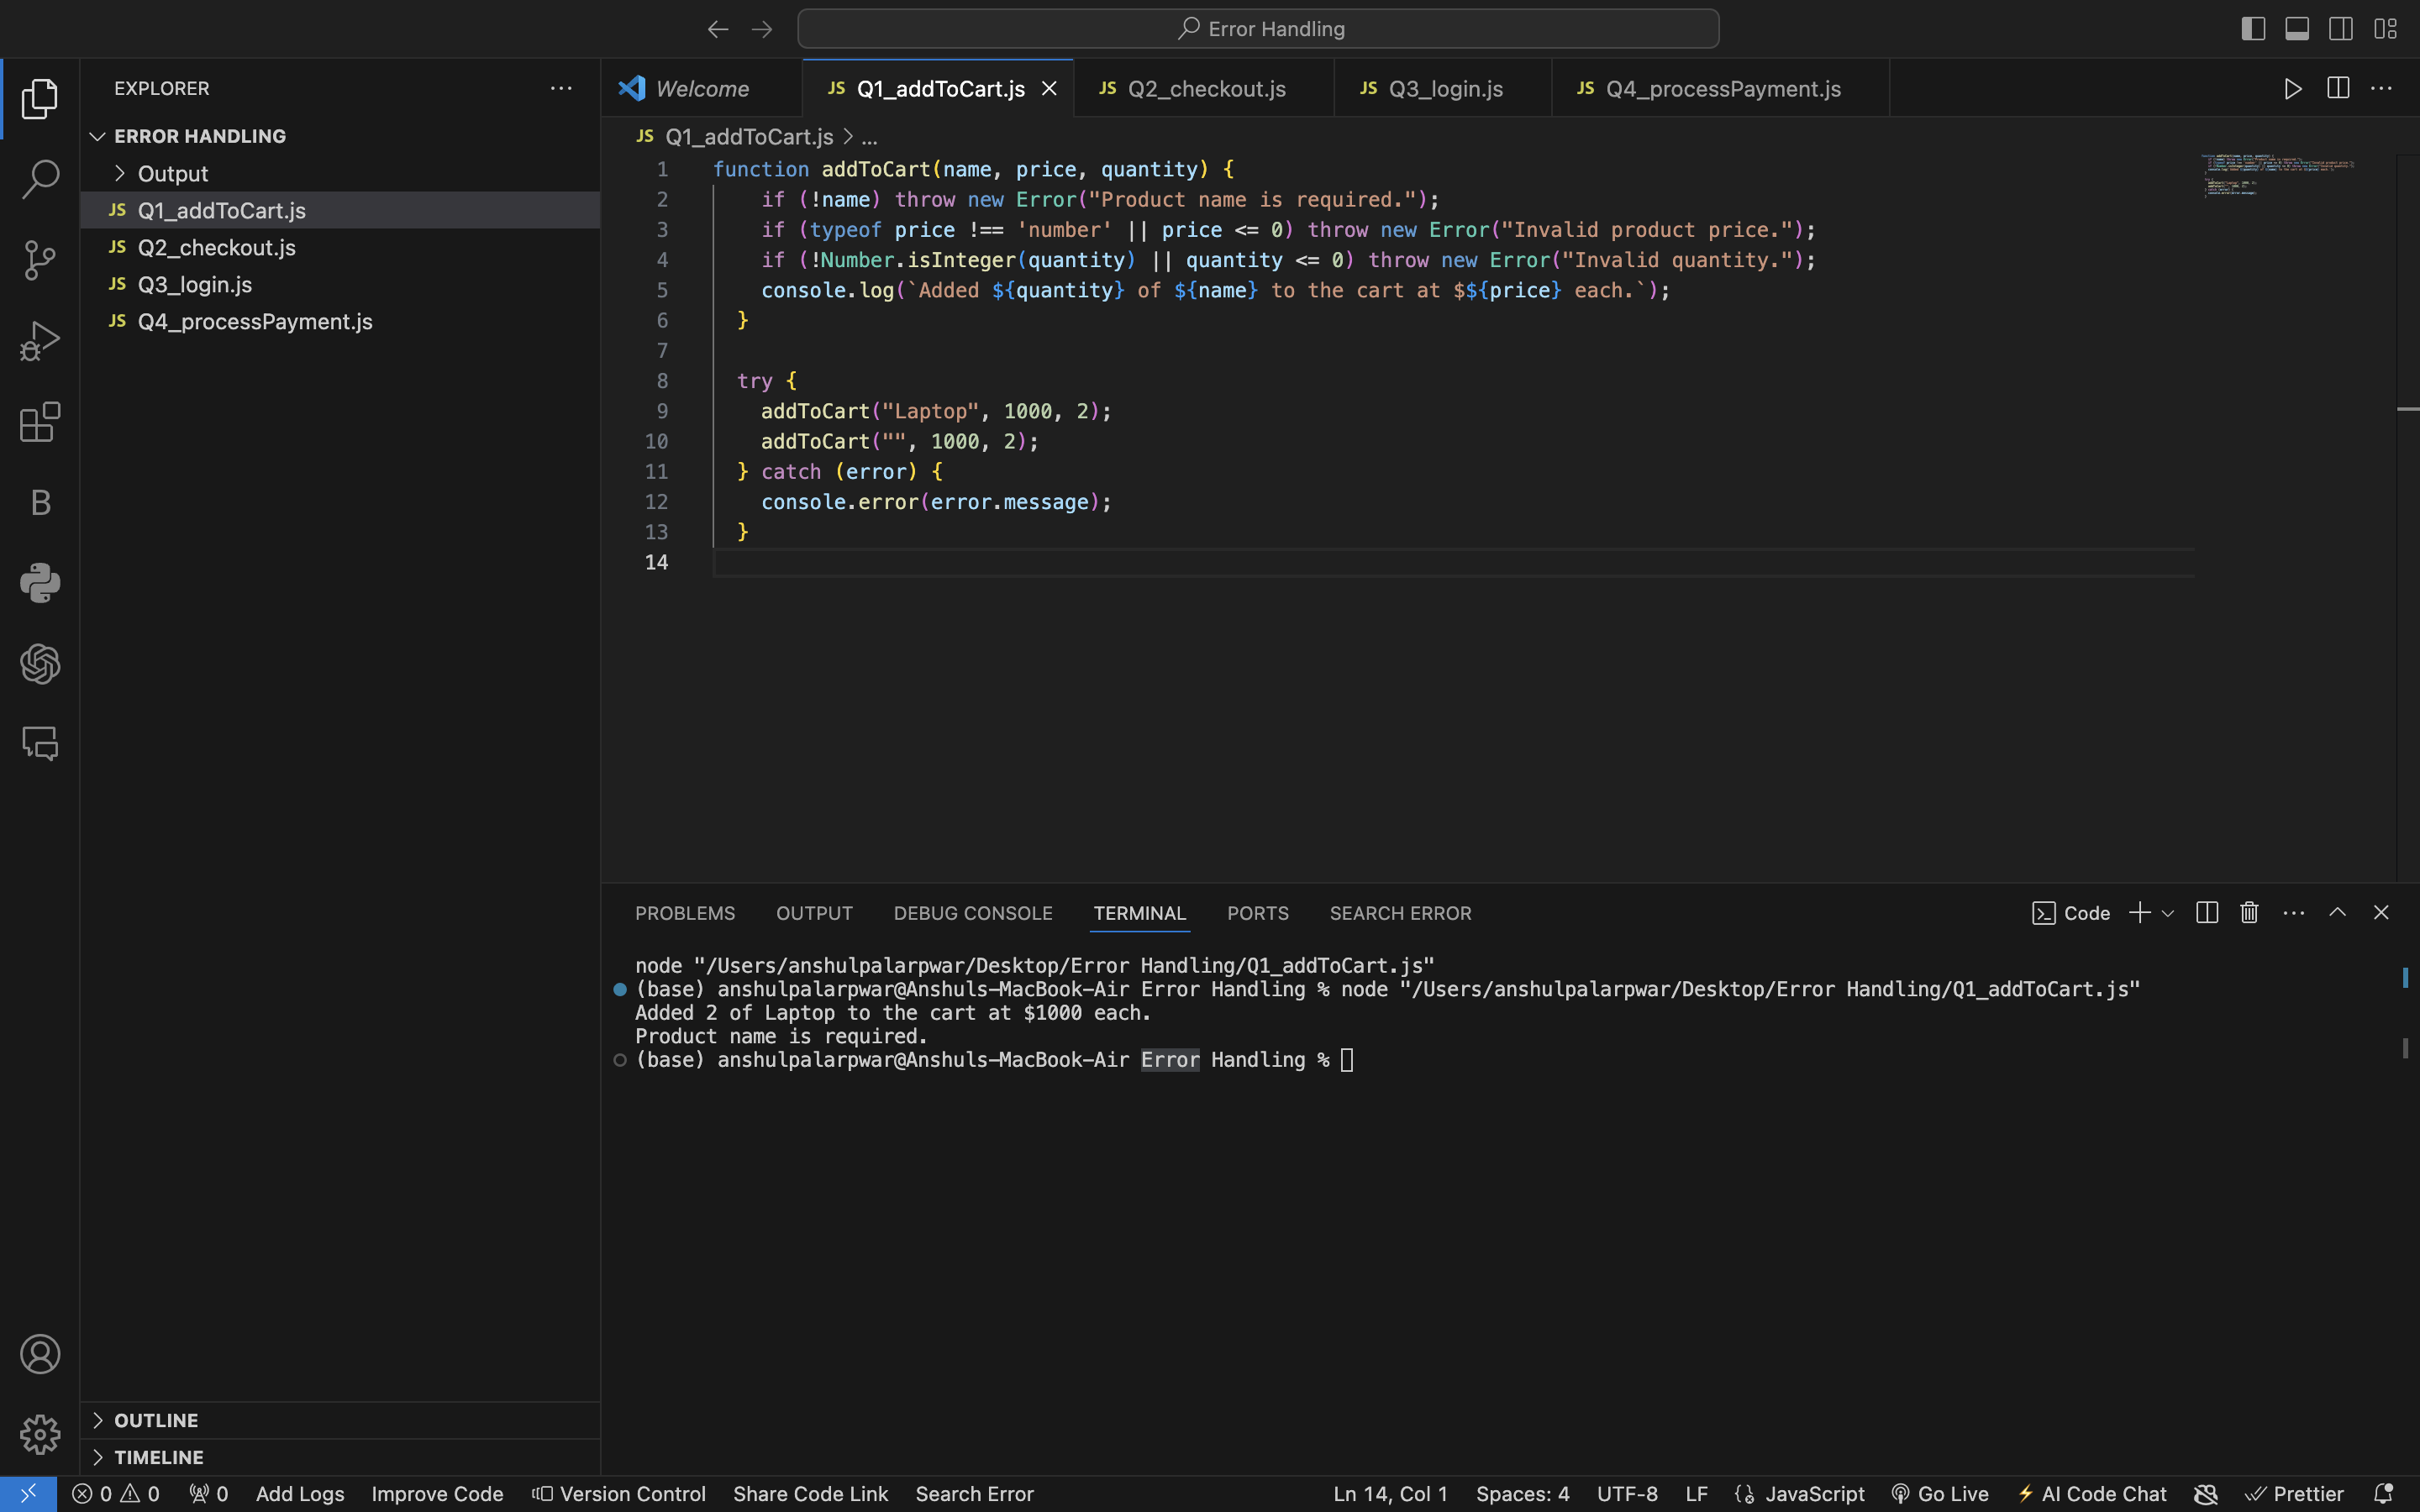 Error Handling
EXPLORER
ERROR HANDLING
Output
JS Q1_addToCart.js
JS Q2_checkout.js
JS Q3_login.js
JS Q4_processPayment.js
OUTLINE
TIMELINE
Welcome
JS Q1_addToCart.js
JS Q2_checkout.js
JS Q3_login.js
JS Q4_processPayment.js
JS Q1_addToCart.js > ...
1 function addToCart(name, price, quantity) {
2 if (!name) throw new Error("Product name is required.");
3 if (typeof price !== 'number' || price <= 0) throw new Error("Invalid product price.");
4 if (!Number.isInteger(quantity) || quantity <= 0) throw new Error("Invalid quantity.");
5 console.log(`Added ${quantity} of ${name} to the cart at $${price} each.`);
6 }
7
8 try {
9 addToCart("Laptop", 1000, 2);
10 addToCart("", 1000, 2);
11 } catch (error) {
12 console.error(error.message);
13 }
14
PROBLEMS OUTPUT DEBUG CONSOLE TERMINAL PORTS SEARCH ERROR
Code
node "/Users/anshulpalarpwar/Desktop/Error Handling/Q1_addToCart.js"
(base) anshulpalarpwar@Anshuls-MacBook-Air Error Handling % node "/Users/anshulpalarpwar/Desktop/Error Handling/Q1_addToCart.js"
Added 2 of Laptop to the cart at $1000 each.
Product name is required.
(base) anshulpalarpwar@Anshuls-MacBook-Air Error Handling %
0 0 0 Add Logs Improve Code Version Control Share Code Link Search Error Ln 14, Col 1 Spaces: 4 UTF-8 LF JavaScript Go Live AI Code Chat Prettier